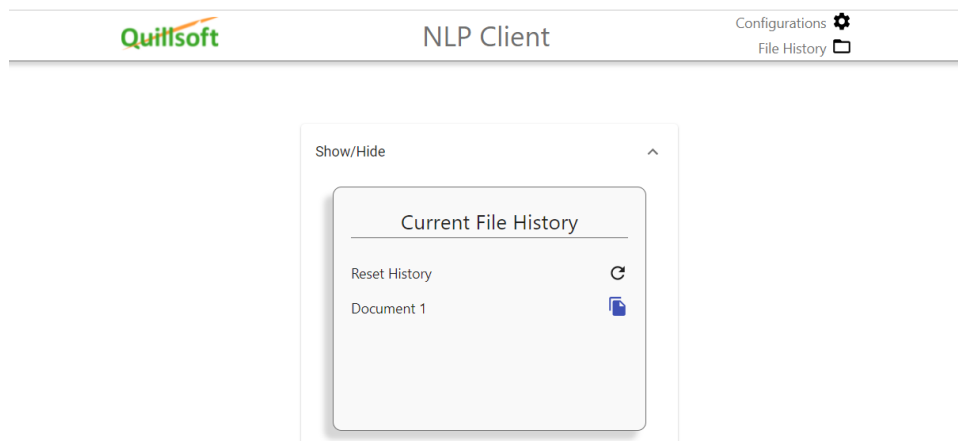 Quillsoft
NLP Client
Configurations
File History
Show/Hide
Current File History
Reset History
Document 1